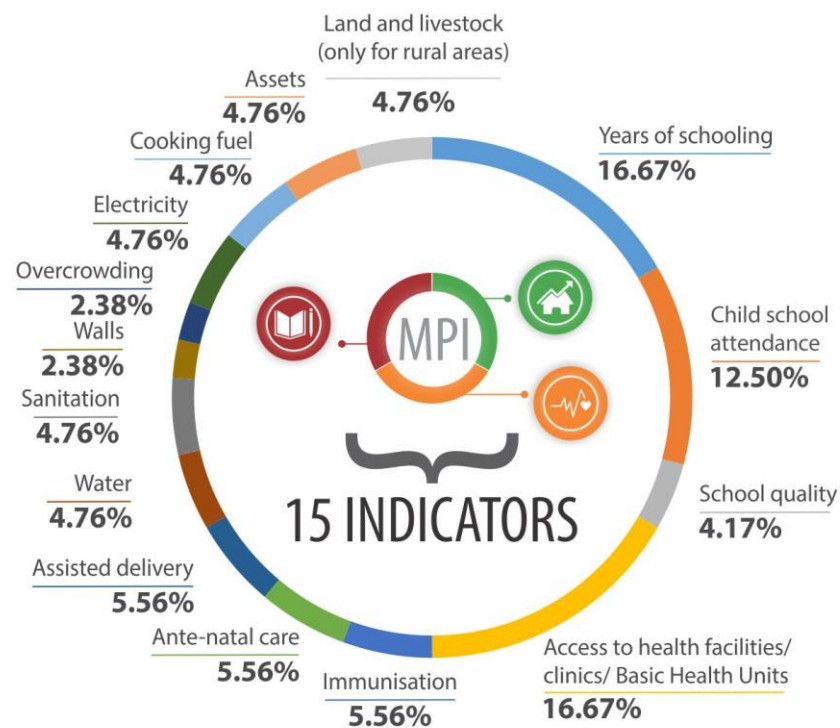 Land and livestock
(only for rural areas)
4.76%
Years of schooling
16.67%
Child school
attendance
12.50%
School quality
4.17%
Access to health facilities/
clinics/ Basic Health Units
16.67%
Immunisation
5.56%
Ante-natal care
5.56%
Assisted delivery
5.56%
Water
4.76%
Sanitation
4.76%
Walls
2.38%
Overcrowding
2.38%
Electricity
4.76%
Cooking fuel
4.76%
Assets
4.76%
MPI
15 INDICATORS